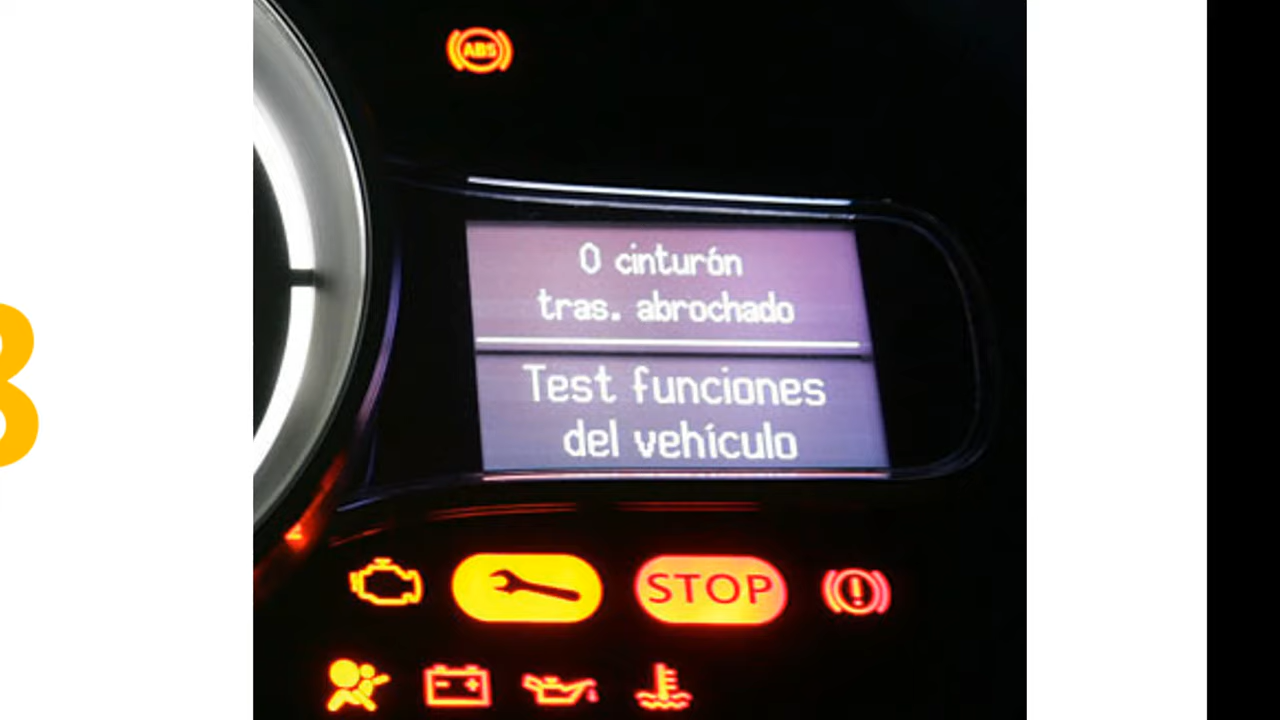 ABS
0 cinturón
tras. abrochado
Test funciones
del vehículo
STOP